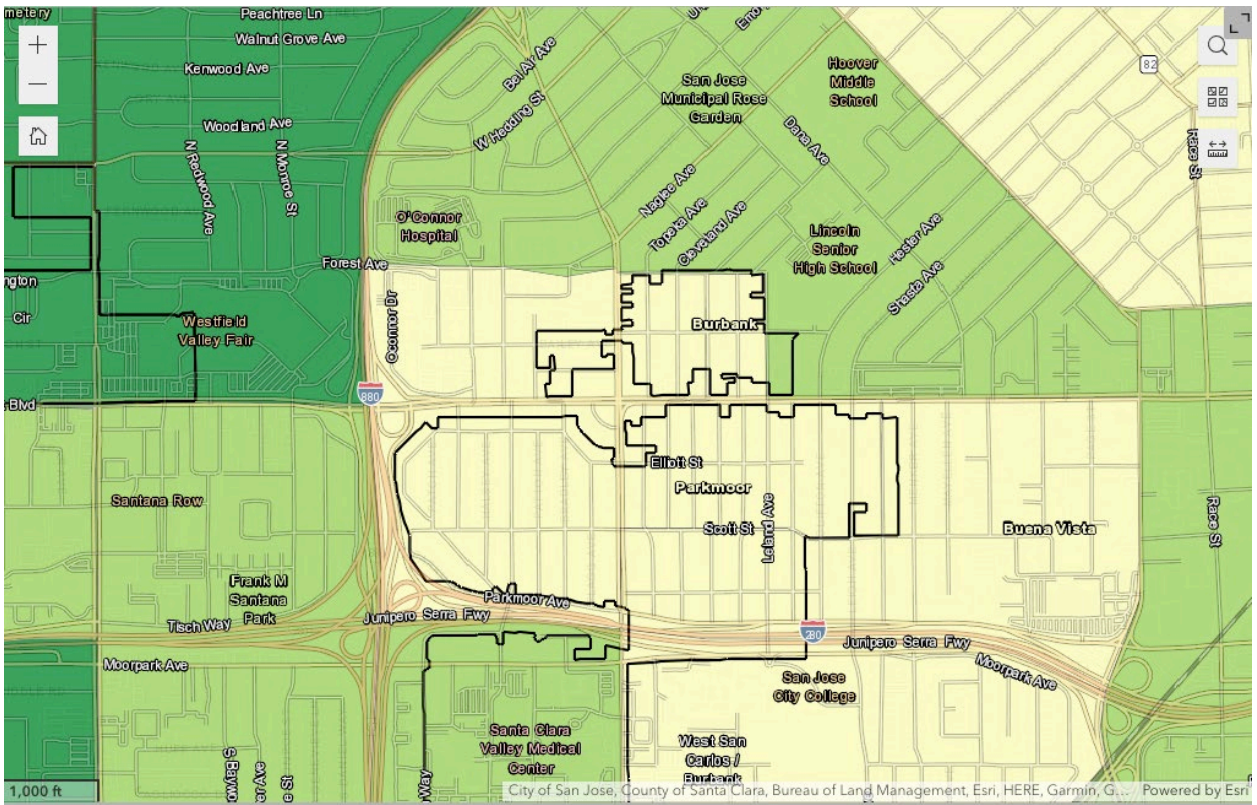 metery
Peachtree Ln
Walnut Grove Ave
Kenwood Ave
Woodland Ave
N Redwood Ave
N Monroe St
Bel Air Ave
W Hedding St
San Jose
Municipal Rose
Garden
Hoover
Middle
School
82
Race St
Dana Ave
Naglee Ave
Topeka Ave
Cleveland Ave
O'Connor
Hospital
Lincoln
Senior
High School
Hester Ave
Shasta Ave
Forest Ave
Oconnor Dr
ngton
Cir
Westfield
Valley Fair
Burbank
Blvd
880
Elliott St
Parkmoor
Santana Row
Scott St
Leland Ave
Buena Vista
Race St
Frank M
Santana
Park
Tisch Way
Parkmoor Ave
Junipero Serra Fwy
280
Junipero Serra Fwy
Moorpark Ave
Moorpark Ave
San Jose
City College
Santa Clara
Valley Medical
Center
West San
Carlos /
Burbank
S Baywo
Way
1,000 ft
City of San Jose, County of Santa Clara, Bureau of Land Management, Esri, HERE, Garmin, G... Powered by Esri